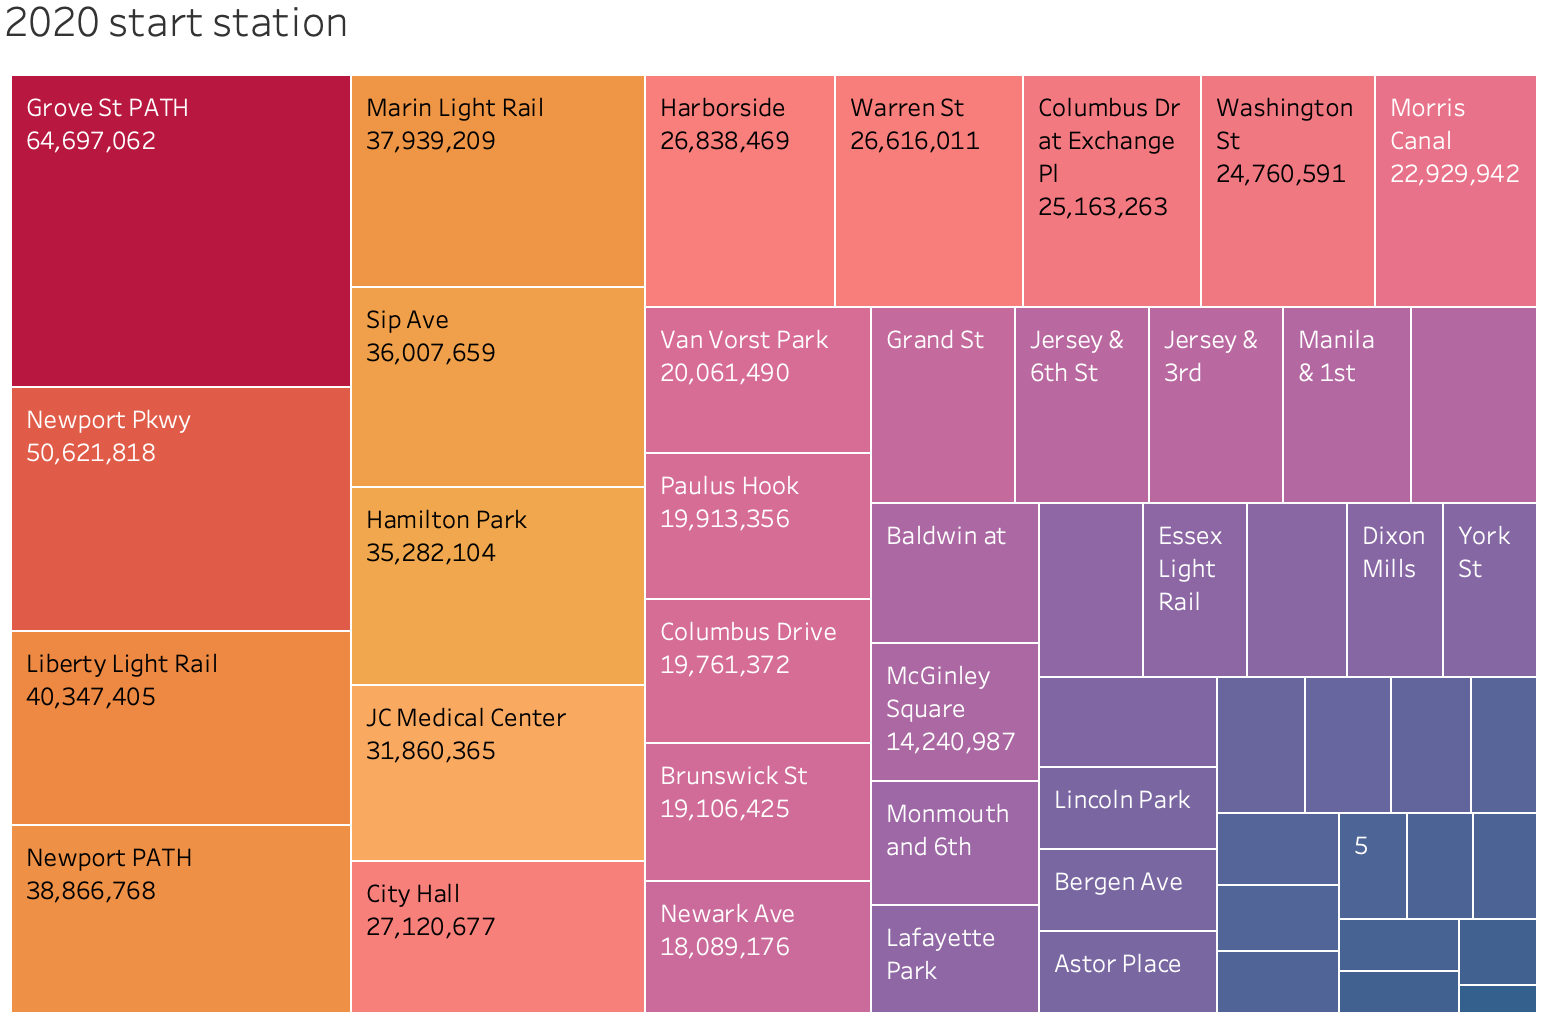 2020 start station
Grove St PATH
64,697,062
Newport Pkwy
50,621,818
Liberty Light Rail
40,347,405
Newport PATH
38,866,768
Marin Light Rail
37,939,209
Sip Ave
36,007,659
Hamilton Park
35,282,104
JC Medical Center
31,860,365
City Hall
27,120,677
Harborside
26,838,469
Warren St
26,616,011
Columbus Dr
at Exchange
Pl
25,163,263
Washington
St
24,760,591
Morris
Canal
22,929,942
Van Vorst Park
20,061,490
Paulus Hook
19,913,356
Columbus Drive
19,761,372
Brunswick St
19,106,425
Newark Ave
18,089,176
Grand St
Jersey &
6th St
Jersey &
3rd
Manila
& 1st
Baldwin at
McGinley
Square
14,240,987
Monmouth
and 6th
Lafayette
Park
Essex
Light
Rail
Dixon
Mills
York
St
Lincoln Park
Bergen Ave
Astor Place
5